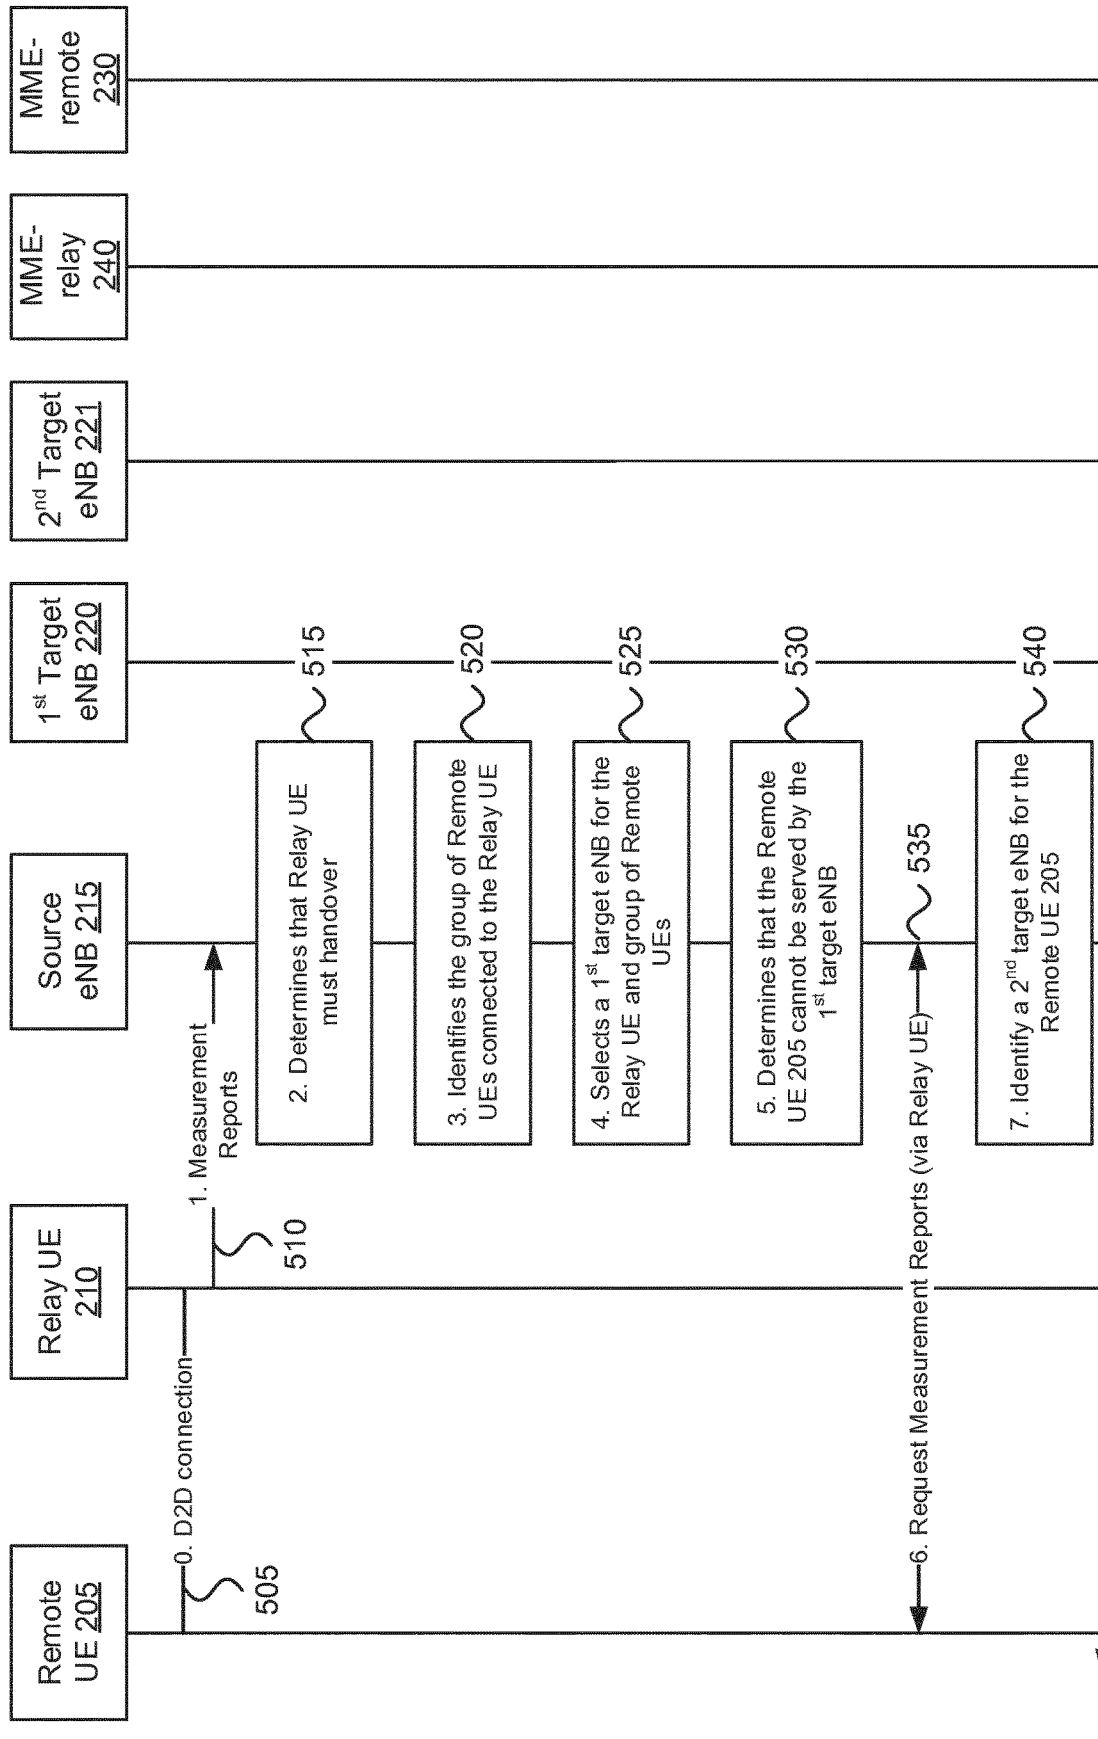 Remote
UE 205
Relay UE
210
Source
eNB 215
1st Target
eNB 220
2nd Target
eNB 221
MME-
relay
240
MME-
remote
230
0. D2D connection
505
1. Measurement
Reports
510
2. Determines that Relay UE
must handover
515
3. Identifies the group of Remote
UEs connected to the Relay UE
520
4. Selects a 1st target eNB for the
Relay UE and group of Remote
UEs
525
5. Determines that the Remote
UE 205 cannot be served by the
1st target eNB
530
6. Request Measurement Reports (via Relay UE)
535
7. Identify a 2nd target eNB for the
Remote UE 205
540